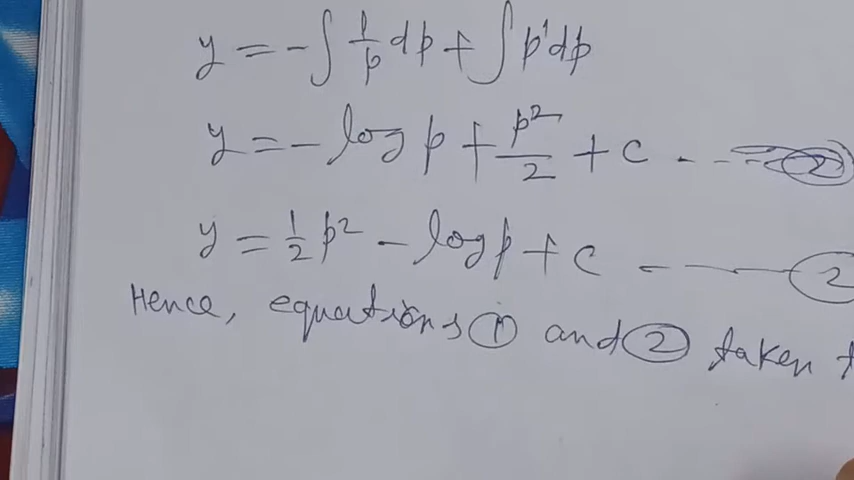 y = - ∫ 1/p dp + ∫ p¹ dp
y = - log p + p²/2 + c - - -
y = 1/2 p² - log p + c - — — ②
Hence, equations ① and ② taken